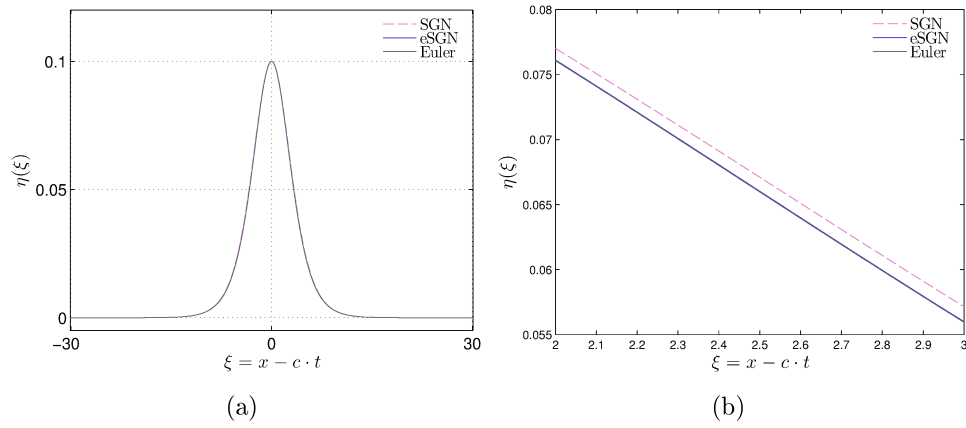 SGN
eSGN
Euler
0.1
0.05
0
η(ξ)
−30
0
30
ξ = x − c · t
(a)
0.08
SGN
eSGN
Euler
0.075
0.07
0.065
0.06
0.055
η(ξ)
2
2.1
2.2
2.3
2.4
2.5
2.6
2.7
2.8
2.9
3
ξ = x − c · t
(b)